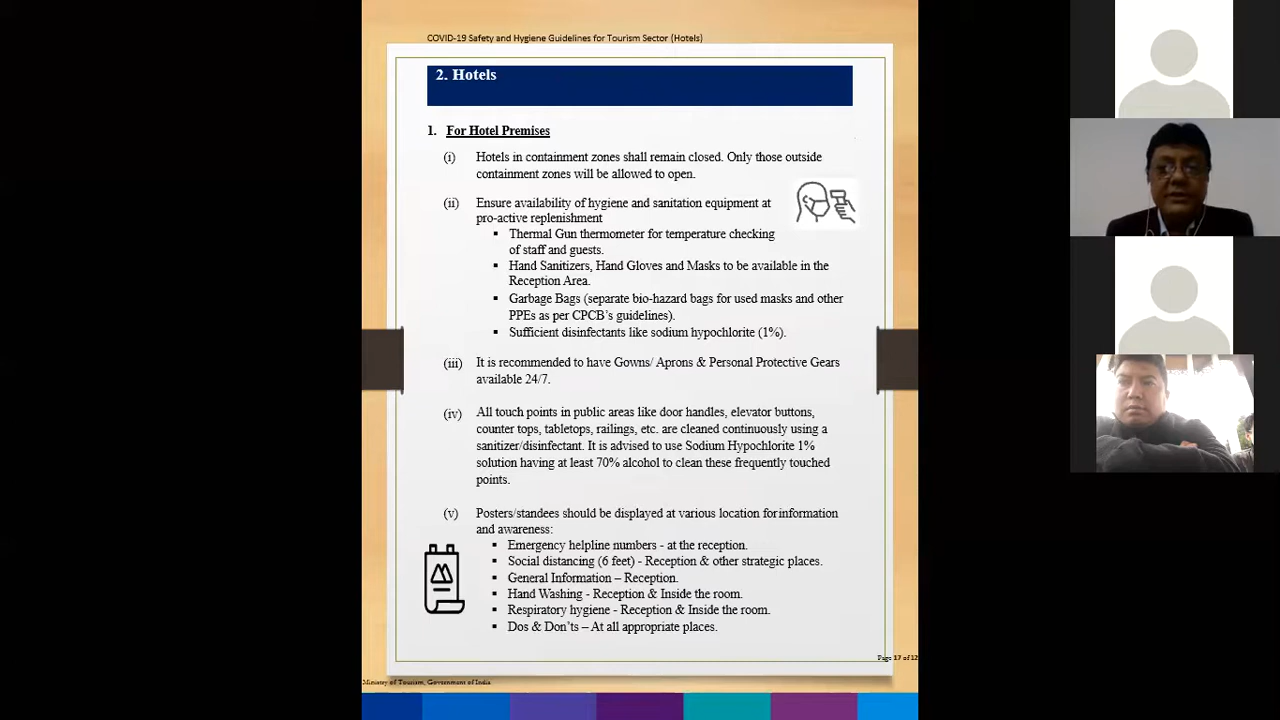 COVID-19 Safety and Hygiene Guidelines for Tourism Sector (Hotels)
2. Hotels
1. For Hotel Premises
(i) Hotels in containment zones shall remain closed. Only those outside
containment zones will be allowed to open.
(ii) Ensure availability of hygiene and sanitation equipment at
pro-active replenishment
▪ Thermal Gun thermometer for temperature checking
of staff and guests.
▪ Hand Sanitizers, Hand Gloves and Masks to be available in the
Reception Area.
▪ Garbage Bags (separate bio-hazard bags for used masks and other
PPEs as per CPCB's guidelines).
▪ Sufficient disinfectants like sodium hypochlorite (1%).
(iii) It is recommended to have Gowns/ Aprons & Personal Protective Gears
available 24/7.
(iv) All touch points in public areas like door handles, elevator buttons,
counter tops, tabletops, railings, etc. are cleaned continuously using a
sanitizer/disinfectant. It is advised to use Sodium Hypochlorite 1%
solution having at least 70% alcohol to clean these frequently touched
points.
(v) Posters/standees should be displayed at various location forinformation
and awareness:
▪ Emergency helpline numbers - at the reception.
▪ Social distancing (6 feet) - Reception & other strategic places.
▪ General Information – Reception.
▪ Hand Washing - Reception & Inside the room.
▪ Respiratory hygiene - Reception & Inside the room.
▪ Dos & Don'ts – At all appropriate places.
Page 17 of 12
Ministry of Tourism, Government of India